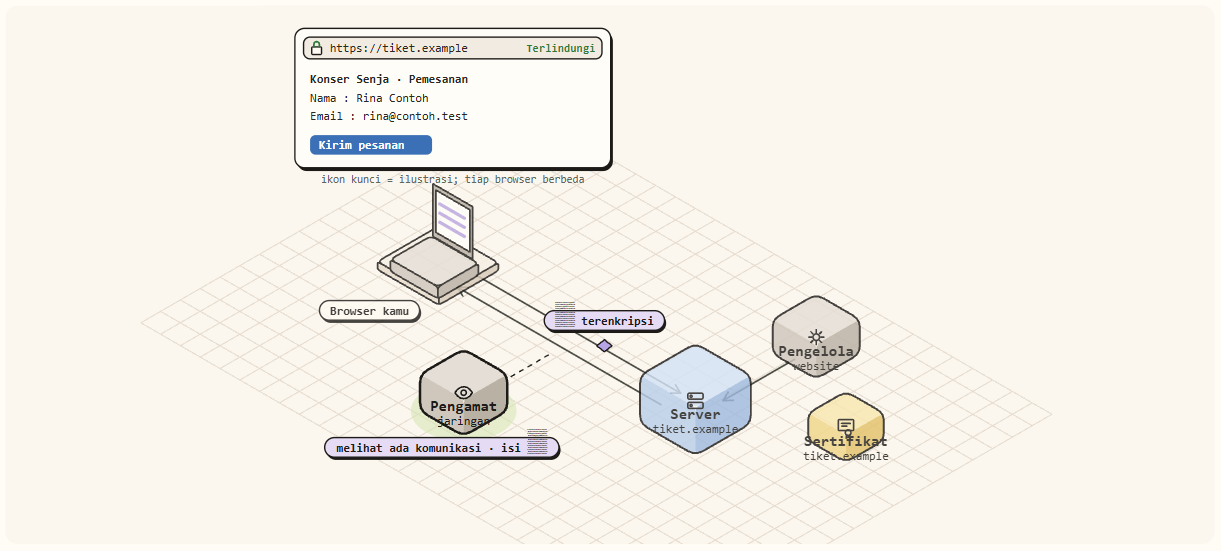 https://tiket.example Terlindungi
Konser Senja · Pemesanan
Nama : Rina Contoh
Email : rina@contoh.test
Kirim pesanan
ikon kunci = ilustrasi; tiap browser berbeda
Browser kamu
terenkripsi
Pengelola
website
Pengamat
jaringan
Server
tiket.example
Sertifikat
tiket.example
melihat ada komunikasi · isi